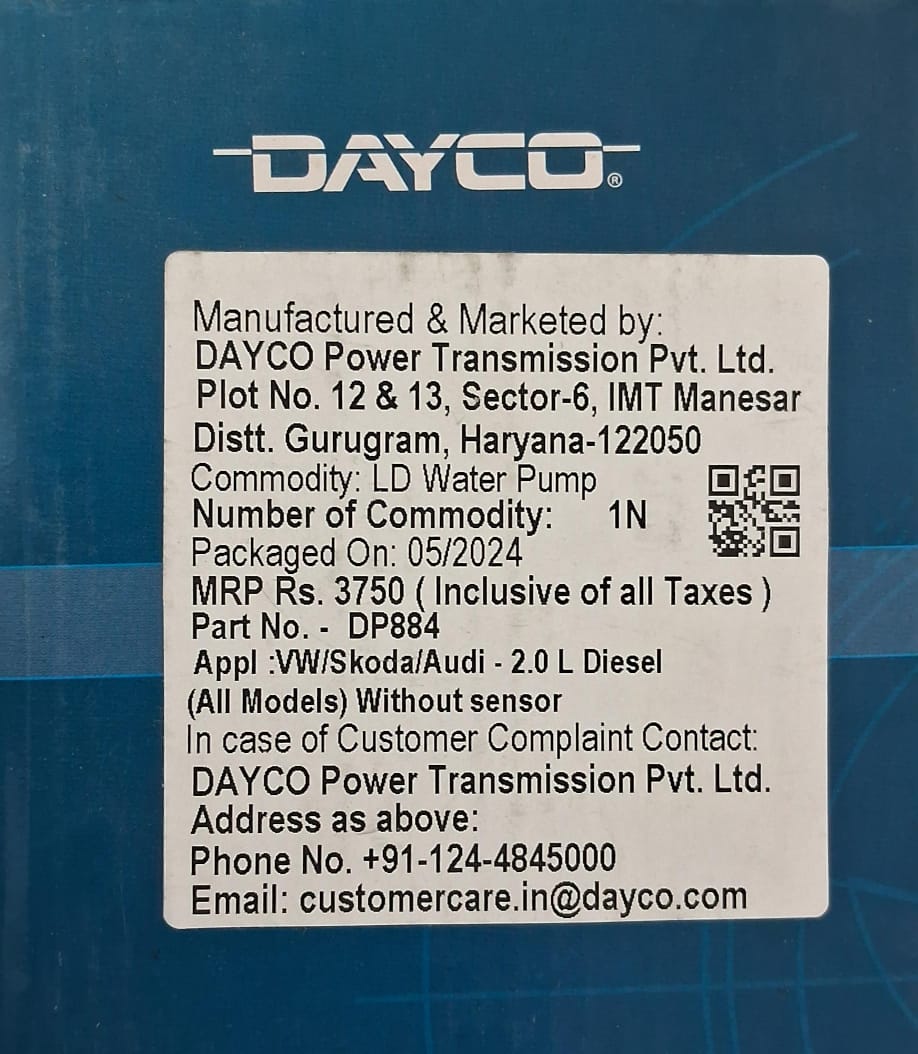 DAYCO®
Manufactured & Marketed by:
DAYCO Power Transmission Pvt. Ltd.
Plot No. 12 & 13, Sector-6, IMT Manesar
Distt. Gurugram, Haryana-122050
Commodity: LD Water Pump
Number of Commodity: 1N
Packaged On: 05/2024
MRP Rs. 3750 ( Inclusive of all Taxes )
Part No. - DP884
Appl :VW/Skoda/Audi - 2.0 L Diesel
(All Models) Without sensor
In case of Customer Complaint Contact:
DAYCO Power Transmission Pvt. Ltd.
Address as above:
Phone No. +91-124-4845000
Email: customercare.in@dayco.com